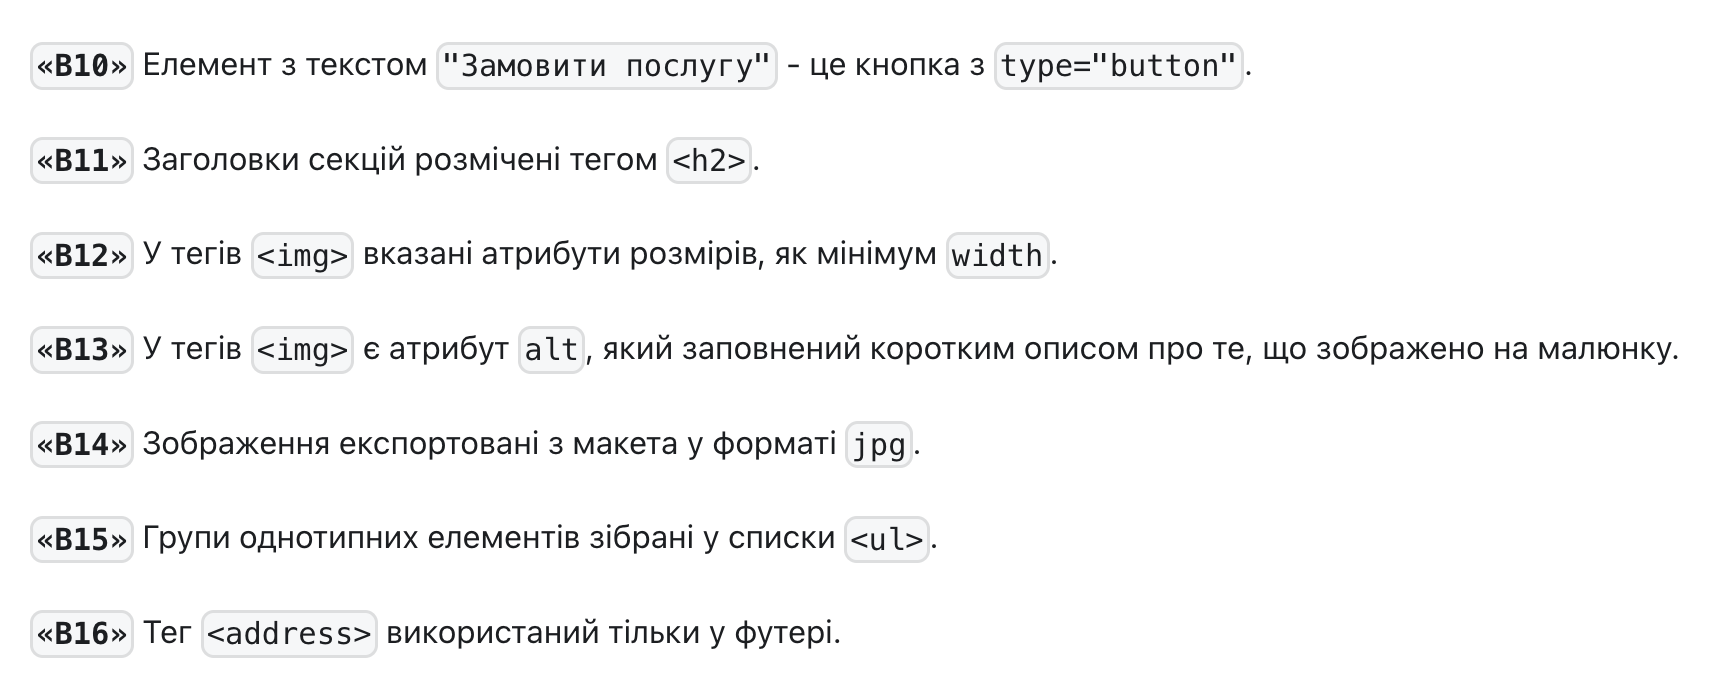 «B10» Елемент з текстом "Замовити послугу" - це кнопка з type="button".
«B11» Заголовки секцій розмічені тегом <h2>.
«B12» У тегів <img> вказані атрибути розмірів, як мінімум width.
«B13» У тегів <img> є атрибут alt, який заповнений коротким описом про те, що зображено на малюнку.
«B14» Зображення експортовані з макета у форматі jpg.
«B15» Групи однотипних елементів зібрані у списки <ul>.
«B16» Тег <address> використаний тільки у футері.